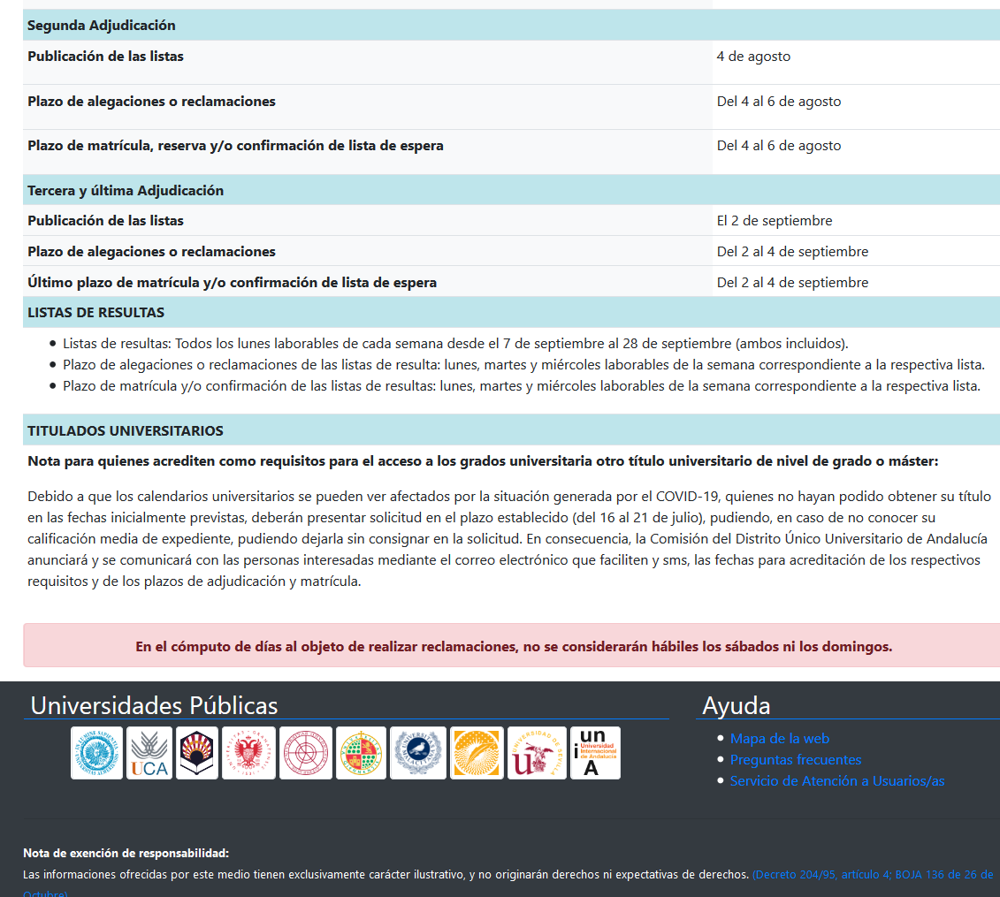 Segunda Adjudicación
Publicación de las listas 4 de agosto
Plazo de alegaciones o reclamaciones Del 4 al 6 de agosto
Plazo de matrícula, reserva y/o confirmación de lista de espera Del 4 al 6 de agosto
Tercera y última Adjudicación
Publicación de las listas El 2 de septiembre
Plazo de alegaciones o reclamaciones Del 2 al 4 de septiembre
Último plazo de matrícula y/o confirmación de lista de espera Del 2 al 4 de septiembre
LISTAS DE RESULTAS
• Listas de resultas: Todos los lunes laborables de cada semana desde el 7 de septiembre al 28 de septiembre (ambos incluidos).
• Plazo de alegaciones o reclamaciones de las listas de resulta: lunes, martes y miércoles laborables de la semana correspondiente a la respectiva lista.
• Plazo de matrícula y/o confirmación de las listas de resultas: lunes, martes y miércoles laborables de la semana correspondiente a la respectiva lista.
TITULADOS UNIVERSITARIOS
Nota para quienes acrediten como requisitos para el acceso a los grados universitaria otro título universitario de nivel de grado o máster:
Debido a que los calendarios universitarios se pueden ver afectados por la situación generada por el COVID-19, quienes no hayan podido obtener su título
en las fechas inicialmente previstas, deberán presentar solicitud en el plazo establecido (del 16 al 21 de julio), pudiendo, en caso de no conocer su
calificación media de expediente, pudiendo dejarla sin consignar en la solicitud. En consecuencia, la Comisión del Distrito Único Universitario de Andalucía
anunciará y se comunicará con las personas interesadas mediante el correo electrónico que faciliten y sms, las fechas para acreditación de los respectivos
requisitos y de los plazos de adjudicación y matrícula.
En el cómputo de días al objeto de realizar reclamaciones, no se considerarán hábiles los sábados ni los domingos.
Universidades Públicas
UCA
UNIVERSIDAD DE SEVILLA
un
i Universidad Internacional de Andalucía
A
Ayuda
• Mapa de la web
• Preguntas frecuentes
• Servicio de Atención a Usuarios/as
Nota de exención de responsabilidad:
Las informaciones ofrecidas por este medio tienen exclusivamente carácter ilustrativo, y no originarán derechos ni expectativas de derechos. (Decreto 204/95, artículo 4; BOJA 136 de 26 de
Octubre)